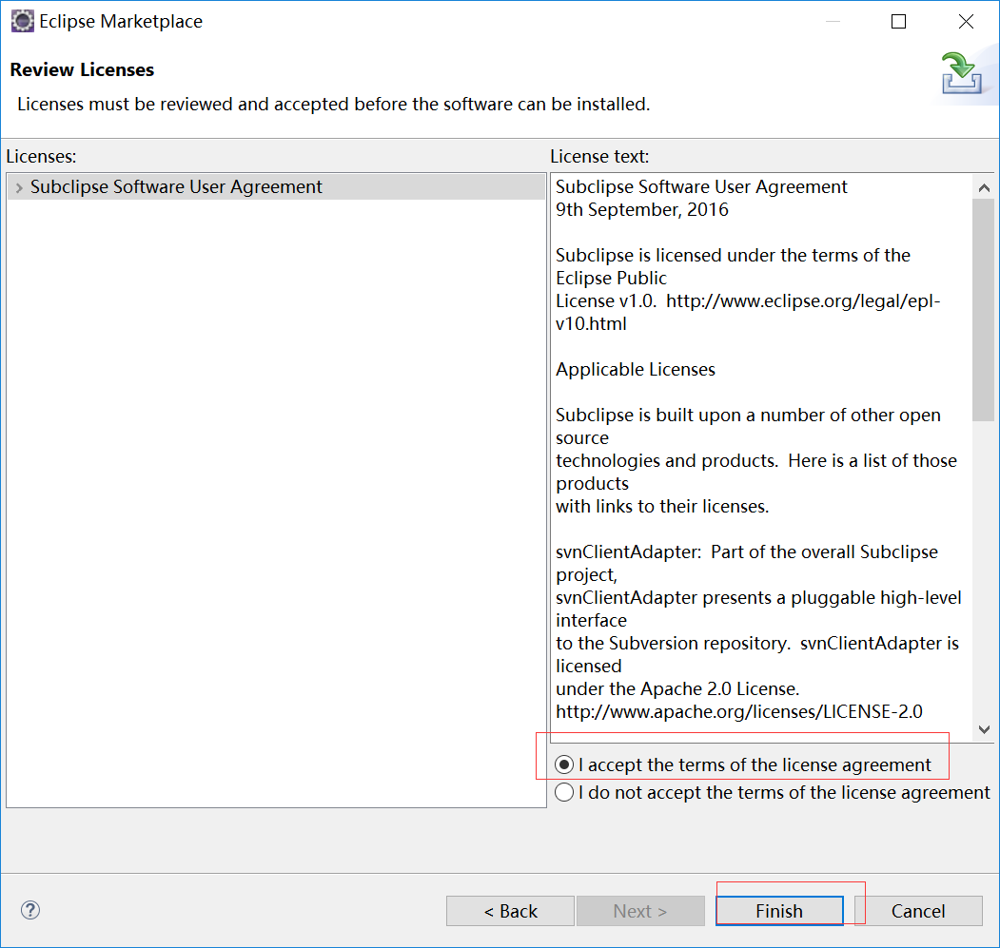 Eclipse Marketplace
Review Licenses
Licenses must be reviewed and accepted before the software can be installed.
Licenses:
Subclipse Software User Agreement
License text:
Subclipse Software User Agreement
9th September, 2016
Subclipse is licensed under the terms of the
Eclipse Public
License v1.0.  http://www.eclipse.org/legal/epl-
v10.html
Applicable Licenses
Subclipse is built upon a number of other open
source
technologies and products.  Here is a list of those
products
with links to their licenses.
svnClientAdapter:  Part of the overall Subclipse
project,
svnClientAdapter presents a pluggable high-level
interface
to the Subversion repository.  svnClientAdapter is
licensed
under the Apache 2.0 License.
http://www.apache.org/licenses/LICENSE-2.0
I accept the terms of the license agreement
I do not accept the terms of the license agreement
?
< Back
Next >
Finish
Cancel